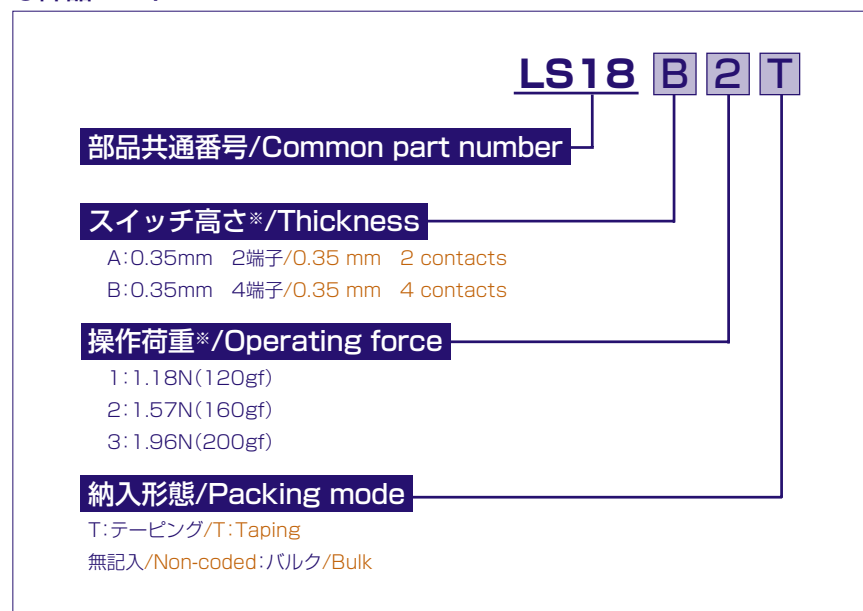 LS18 B 2 T
部品共通番号/Common part number
スイッチ高さ※/Thickness
A:0.35mm 2端子/0.35 mm 2 contacts
B:0.35mm 4端子/0.35 mm 4 contacts
操作荷重※/Operating force
1:1.18N(120gf)
2:1.57N(160gf)
3:1.96N(200gf)
納入形態/Packing mode
T:テーピング/T:Taping
無記入/Non-coded:バルク/Bulk